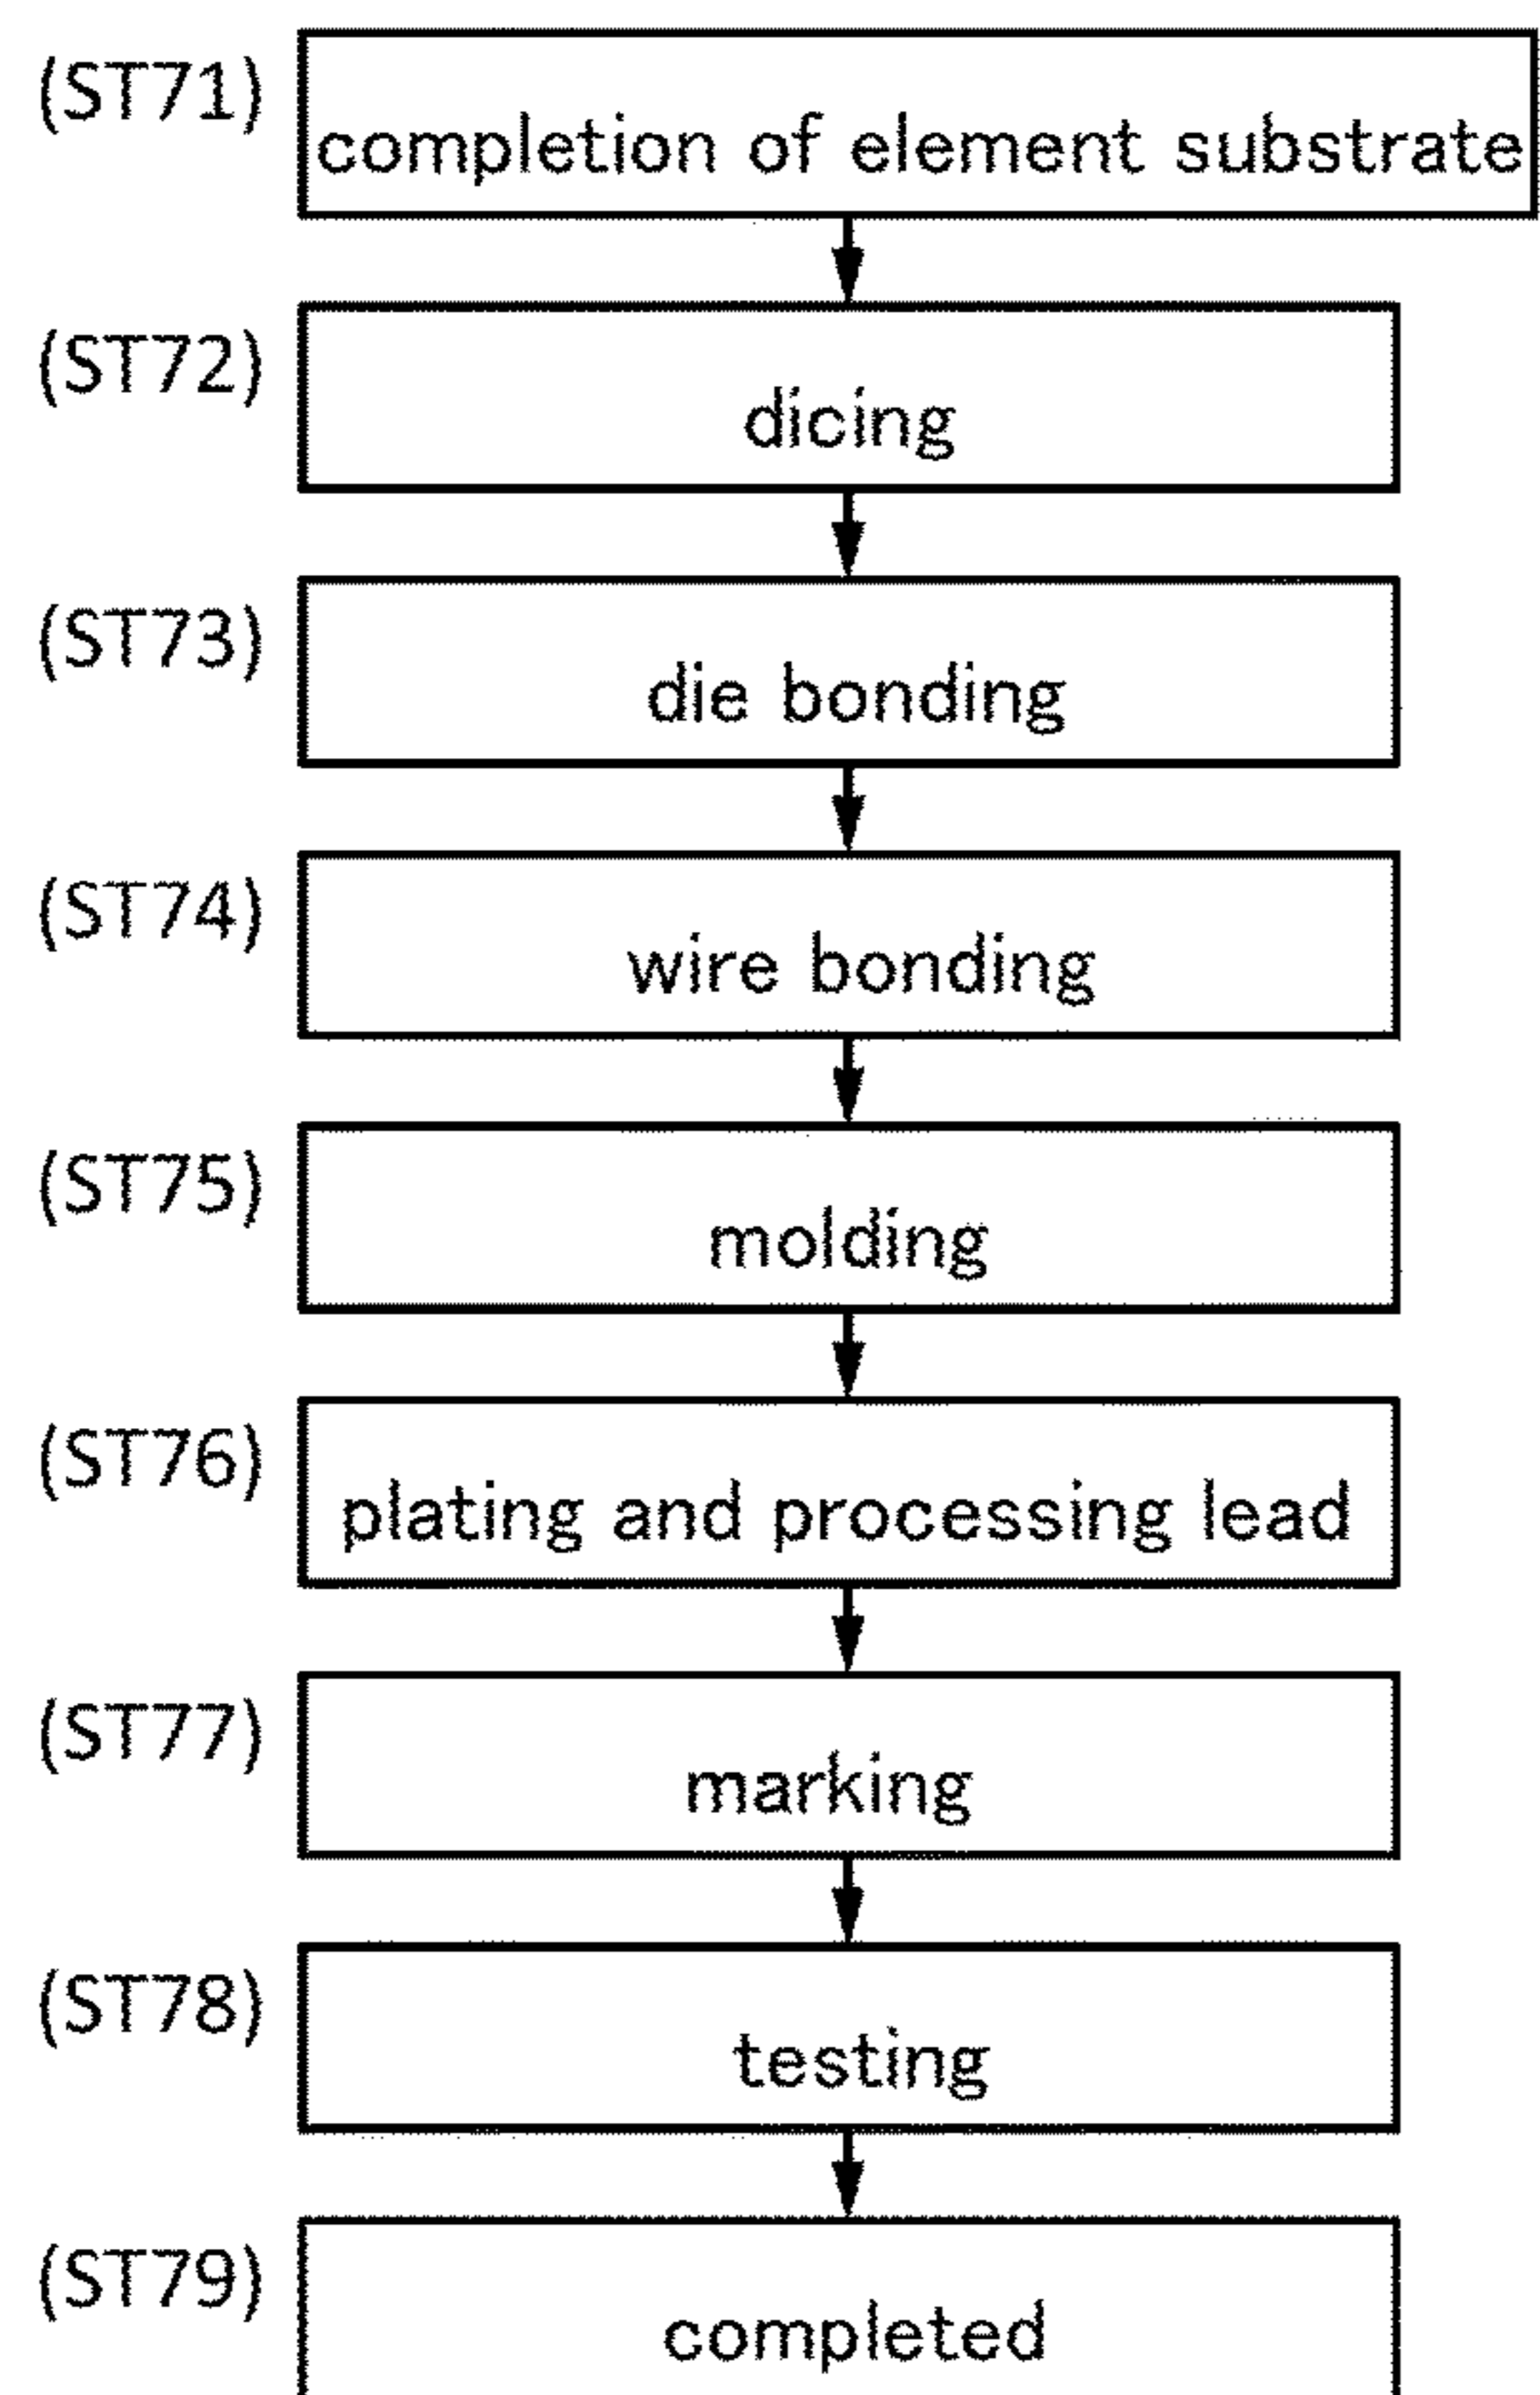 (ST71) completion of element substrate
(ST72) dicing
(ST73) die bonding
(ST74) wire bonding
(ST75) molding
(ST76) plating and processing lead
(ST77) marking
(ST78) testing
(ST79) completed